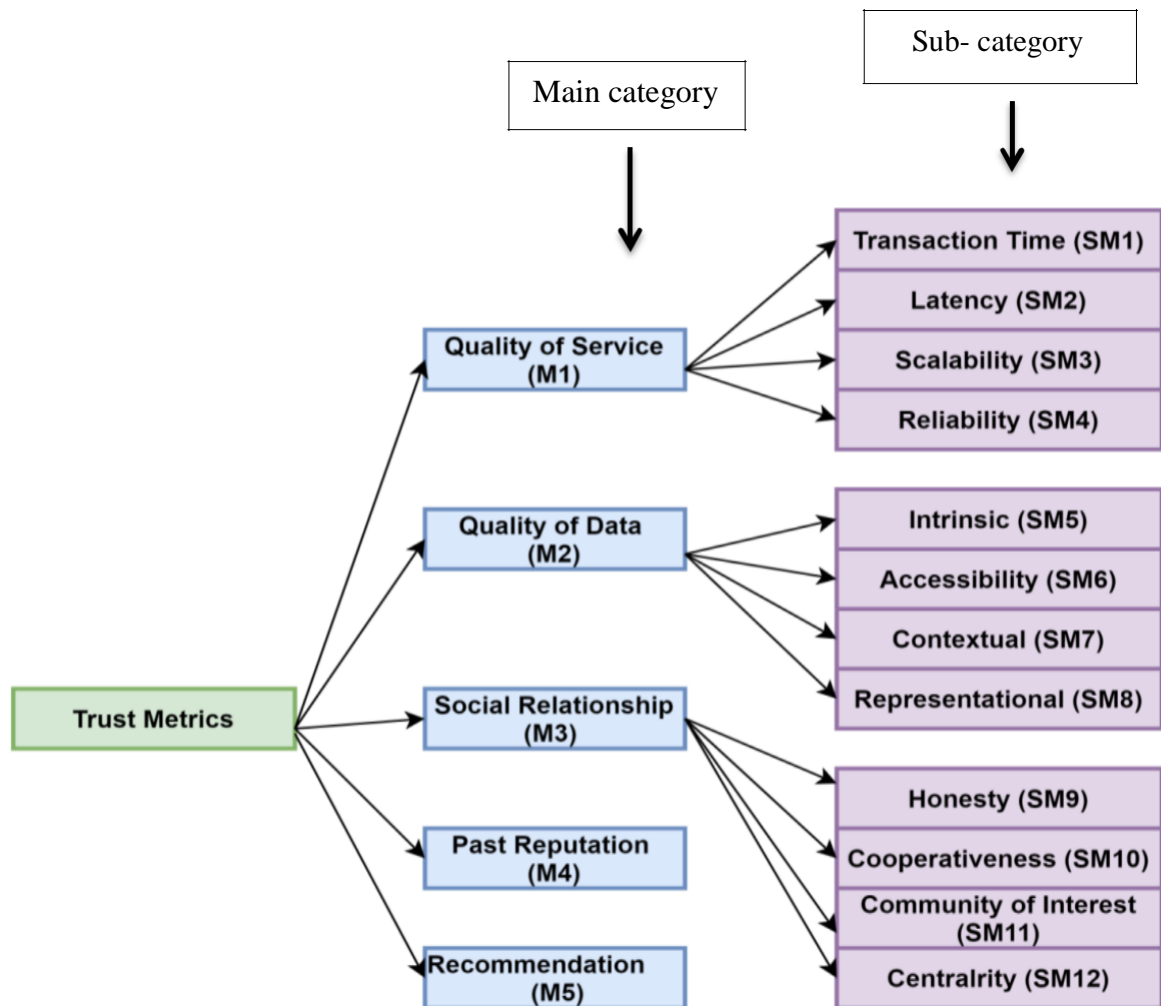 Sub- category
Main category
Transaction Time (SM1)
Latency (SM2)
Quality of Service
(M1)
Scalability (SM3)
Reliability (SM4)
Quality of Data
(M2)
Intrinsic (SM5)
Accessibility (SM6)
Contextual (SM7)
Representational (SM8)
Trust Metrics
Social Relationship
(M3)
Honesty (SM9)
Past Reputation
(M4)
Cooperativeness (SM10)
Community of Interest
(SM11)
Recommendation
(M5)
Centralrity (SM12)